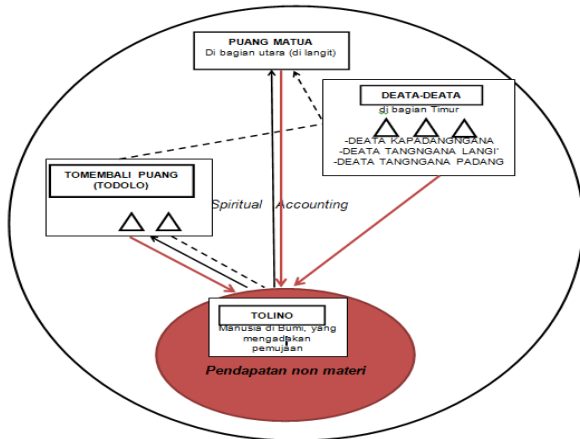 PUANG MATUA
Di bagian utara (di langit)
DEATA-DEATA
di bagian Timur
-DEATA KAPADANGNGANA
-DEATA TANGNGANA LANGI'
-DEATA TANGNGANA PADANG
TOMEMBALI PUANG
(TODOLO)
Spiritual Accounting
TOLINO
Manusia di Bumi, yang
mengadakan
pemujaan
Pendapatan non materi